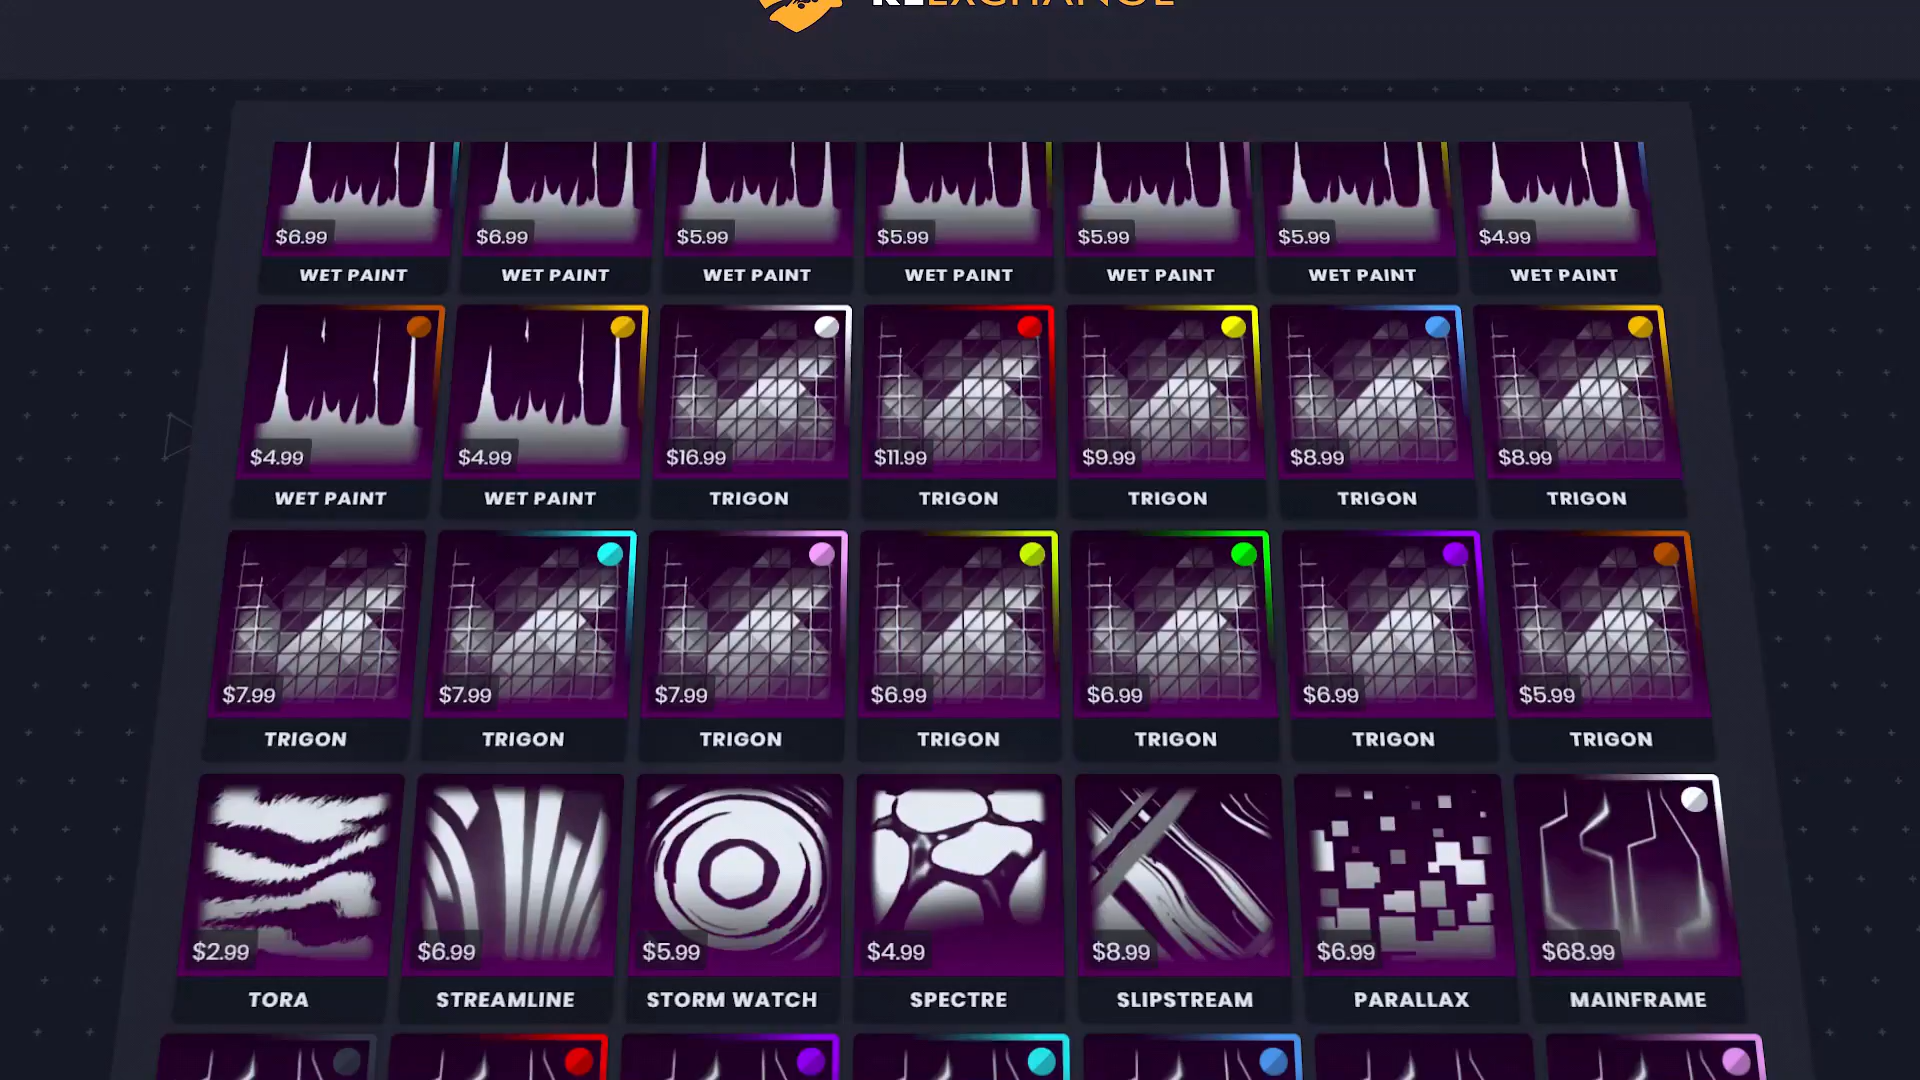 $6.99 $6.99 $5.99 $5.99 $5.99 $5.99 $4.99
WET PAINT WET PAINT WET PAINT WET PAINT WET PAINT WET PAINT WET PAINT
$4.99 $4.99 $16.99 $11.99 $9.99 $8.99 $8.99
WET PAINT WET PAINT TRIGON TRIGON TRIGON TRIGON TRIGON
$7.99 $7.99 $7.99 $6.99 $6.99 $6.99 $5.99
TRIGON TRIGON TRIGON TRIGON TRIGON TRIGON TRIGON
$2.99 $6.99 $5.99 $4.99 $8.99 $6.99 $68.99
TORA STREAMLINE STORM WATCH SPECTRE SLIPSTREAM PARALLAX MAINFRAME